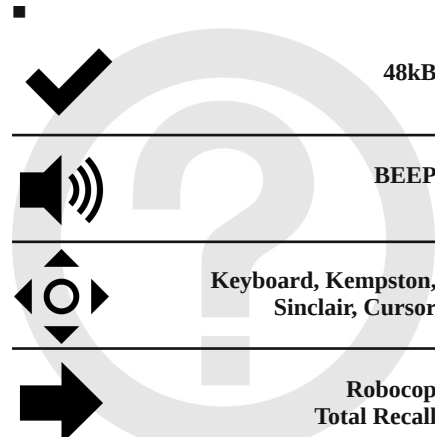 48kB
BEEP
Keyboard, Kempston,
Sinclair, Cursor
Robocop
Total Recall